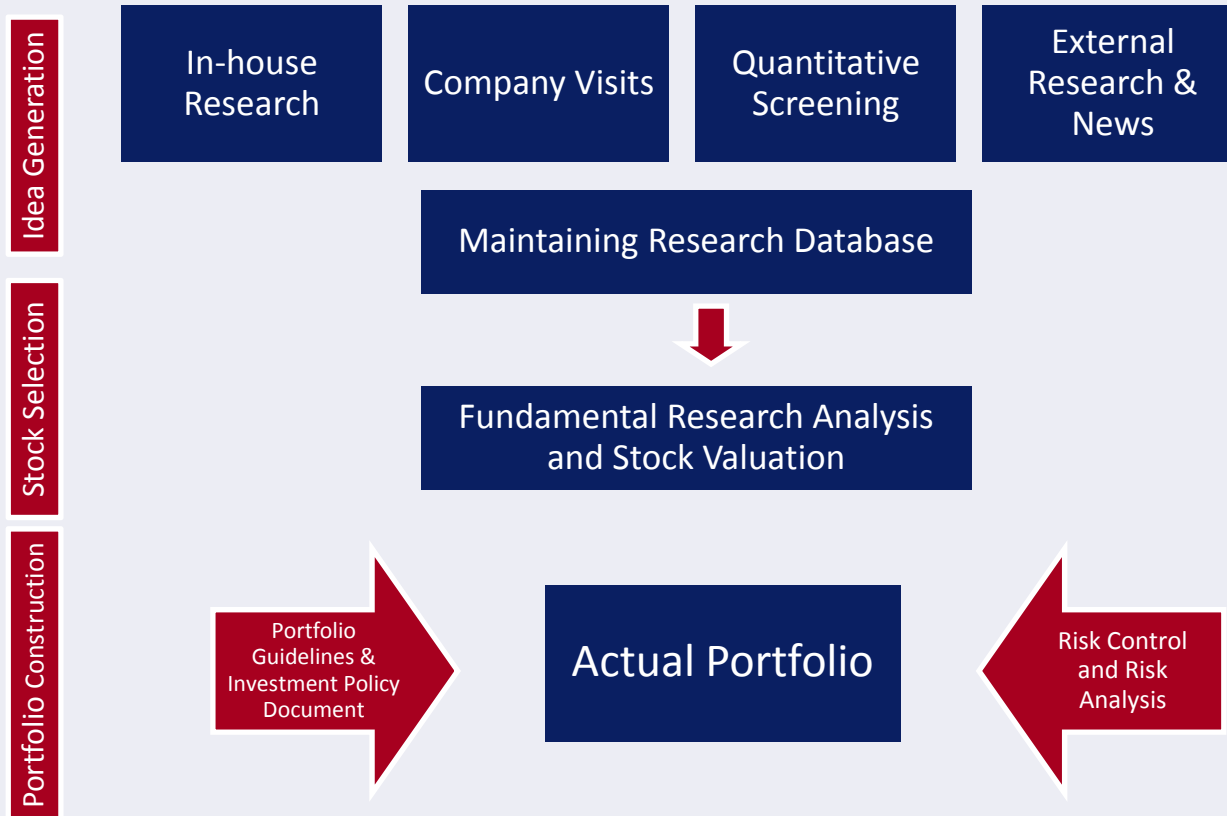 Idea Generation
In-house
Research
Company Visits
Quantitative
Screening
External
Research &
News
Maintaining Research Database
Stock Selection
Fundamental Research Analysis
and Stock Valuation
Portfolio Construction
Portfolio
Guidelines &
Investment Policy
Document
Actual Portfolio
Risk Control
and Risk
Analysis